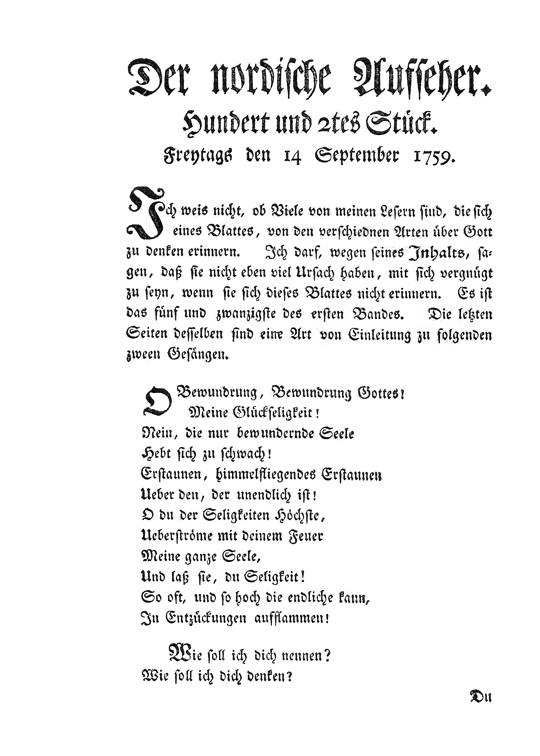 Der nordische Aufseher.
Hundert und 2tes Stück.
Freytags den 14 September 1759.
Ich weis nicht, ob Viele von meinen Lesern sind, die sich
eines Blattes, von den verschiednen Arten über Gott
zu denken erinnern. Ich darf, wegen seines Inhalts, sa-
gen, daß sie nicht eben viel Ursach haben, mit sich vergnügt
zu seyn, wenn sie sich dieses Blattes nicht erinnern. Es ist
das fünf und zwanzigste des ersten Bandes. Die letzten
Seiten desselben sind eine Art von Einleitung zu folgenden
zween Gesängen.
O Bewundrung, Bewundrung Gottes!
Meine Glückseligkeit!
Nein, die nur bewundernde Seele
Hebt sich zu schwach!
Erstaunen, himmelfliegendes Erstaunen
Ueber den, der unendlich ist!
O du der Seligkeiten Höchste,
Ueberströme mit deinem Feuer
Meine ganze Seele,
Und laß sie, du Seligkeit!
So oft, und so hoch die endliche kann,
In Entzückungen aufflammen!
Wie soll ich dich nennen?
Wie soll ich dich denken?
Du